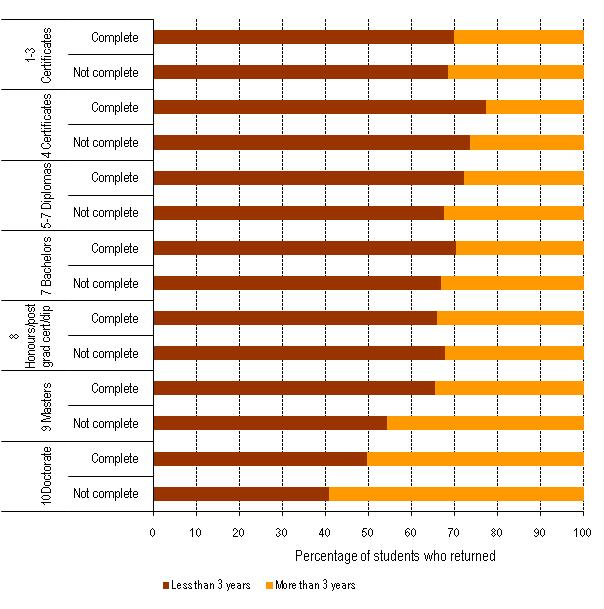 1-3
Certificates
Complete
Not complete
4 Certificates
Complete
Not complete
5-7 Diplomas
Complete
Not complete
7 Bachelors
Complete
Not complete
8
Honours/post
grad cert/dip
Complete
Not complete
9 Masters
Complete
Not complete
10Doctorate
Complete
Not complete
0 10 20 30 40 50 60 70 80 90 100
Percentage of students who returned
Less than 3 years More than 3 years